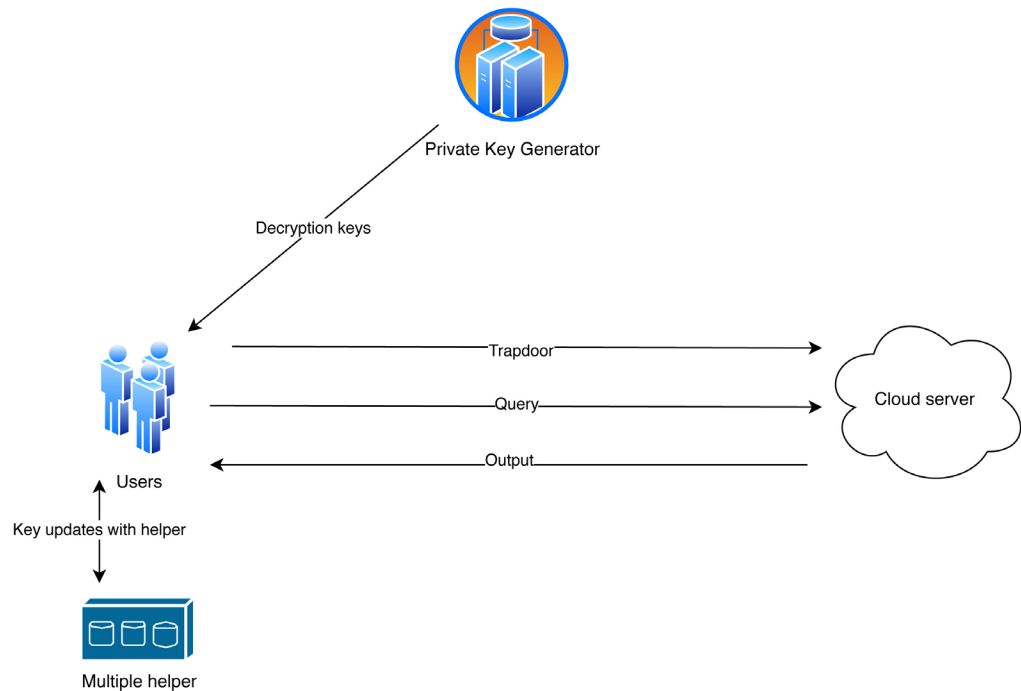 Private Key Generator
Decryption keys
Trapdoor
Query
Cloud server
Output
Users
Key updates with helper
Multiple helper